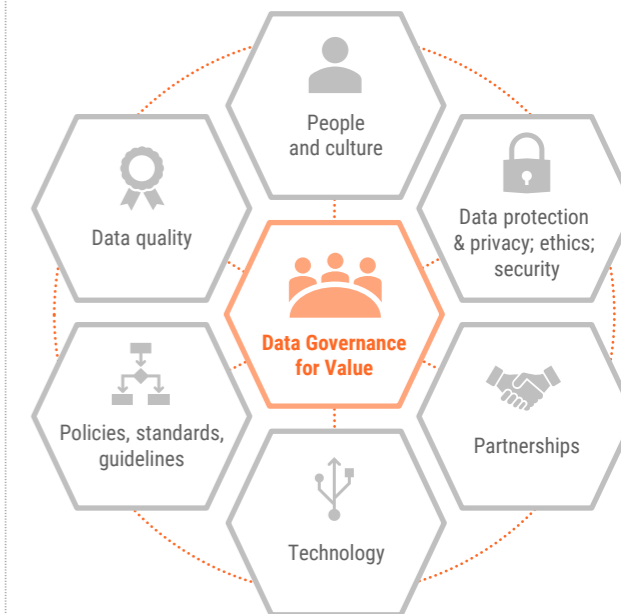 People
and culture
Data protection
& privacy; ethics;
security
Data quality
Data Governance
for Value
Policies, standards,
guidelines
Partnerships
Technology